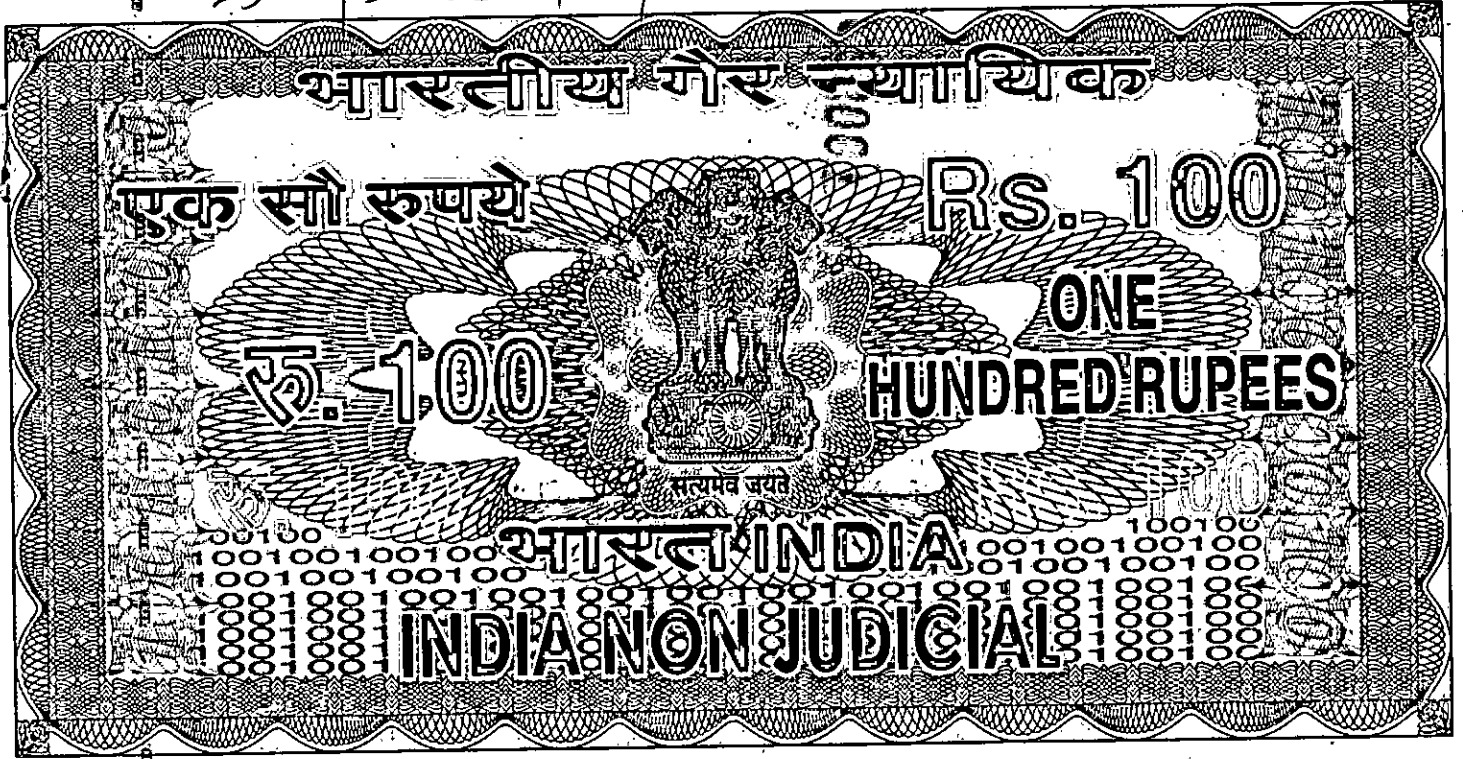 भारतीय गैर न्यायिक
एक सौ रुपये
Rs. 100
रु. 100
ONE
HUNDRED RUPEES
सत्यमेव जयते
भारत INDIA
INDIA NON JUDICIAL